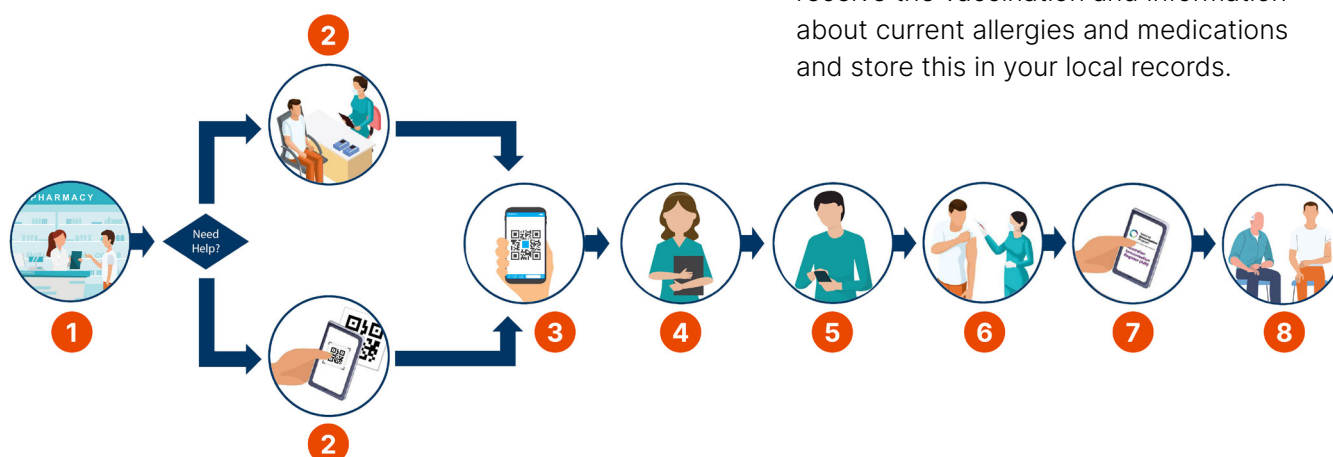 about current allergies and medications
and store this in your local records.
2
PHARMACY
Need
Help?
1
2
3
4
5
6
7
8